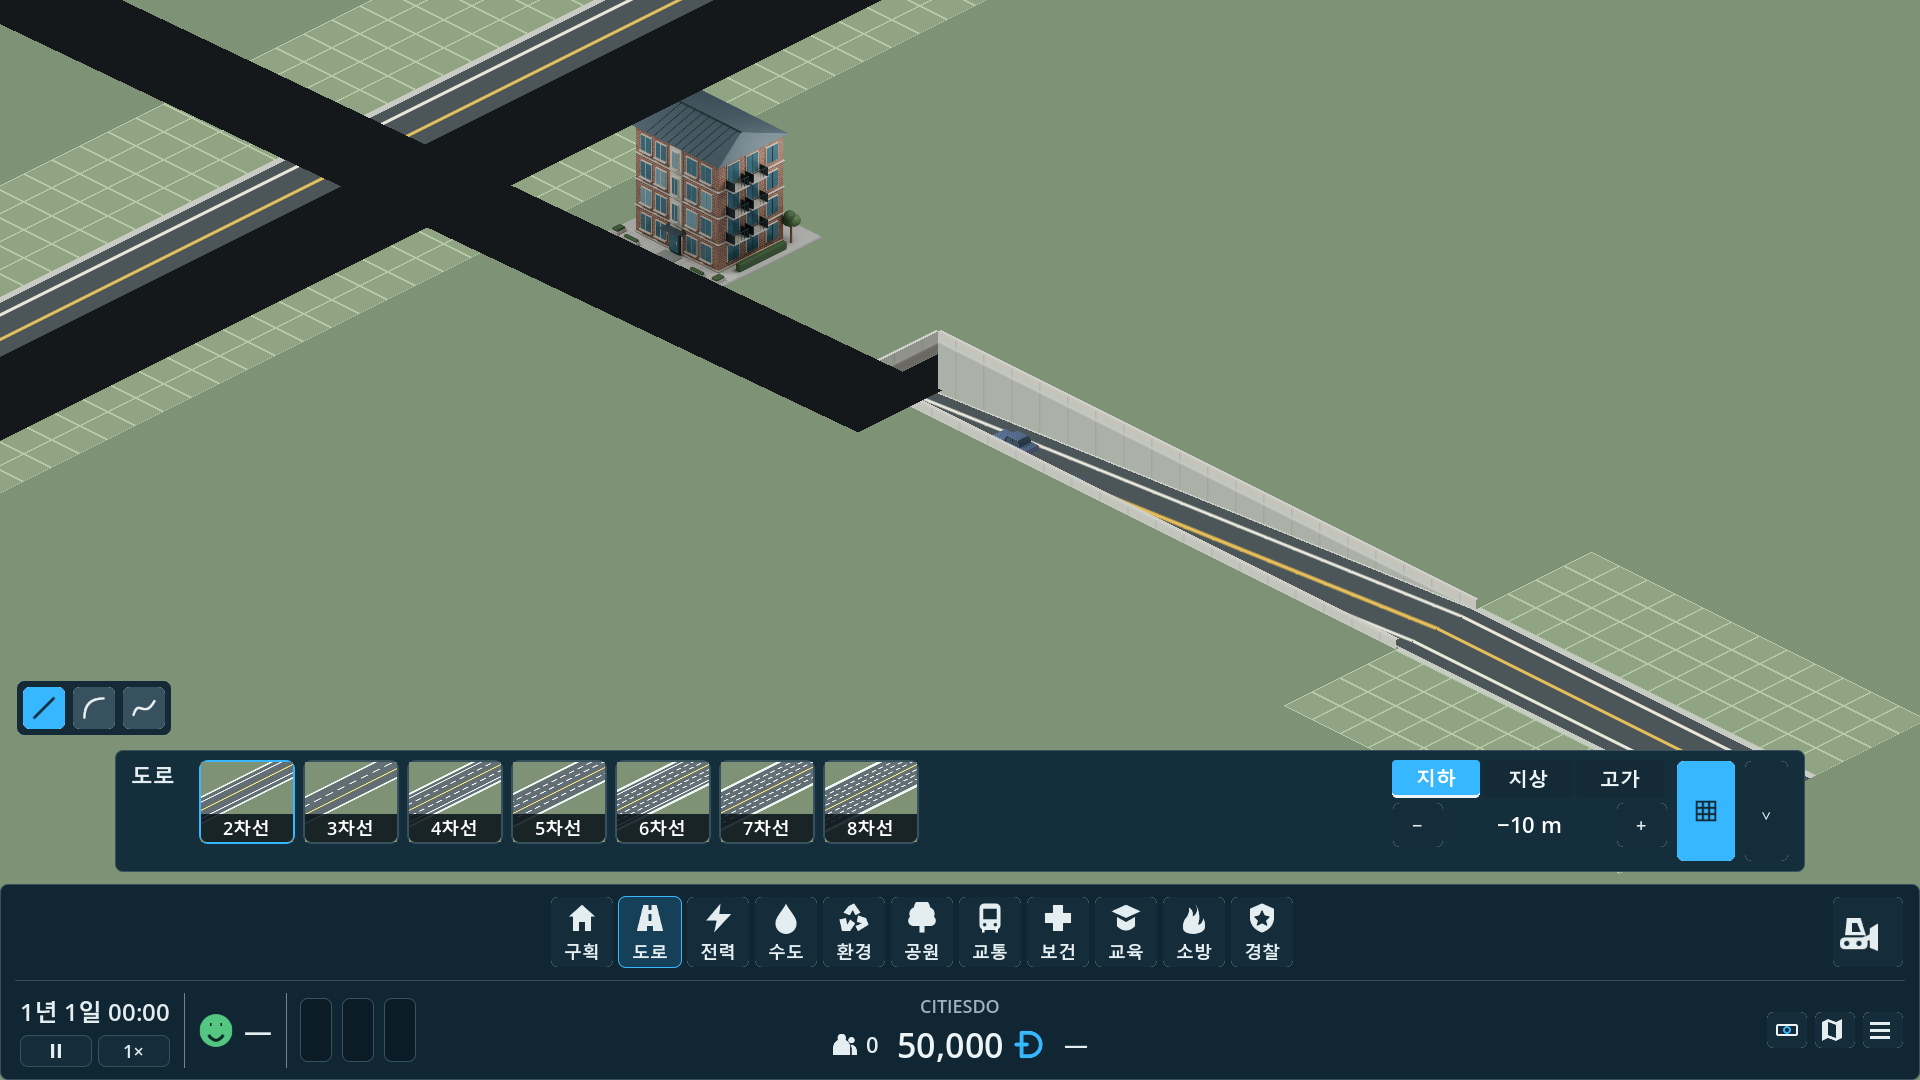 도로
2차선
3차선
4차선
5차선
6차선
7차선
8차선
지하
지상
고가
−
−10 m
+
구획
도로
전력
수도
환경
공원
교통
보건
교육
소방
경찰
1년 1일 00:00
1×
—
CITIESDO
0
50,000
—